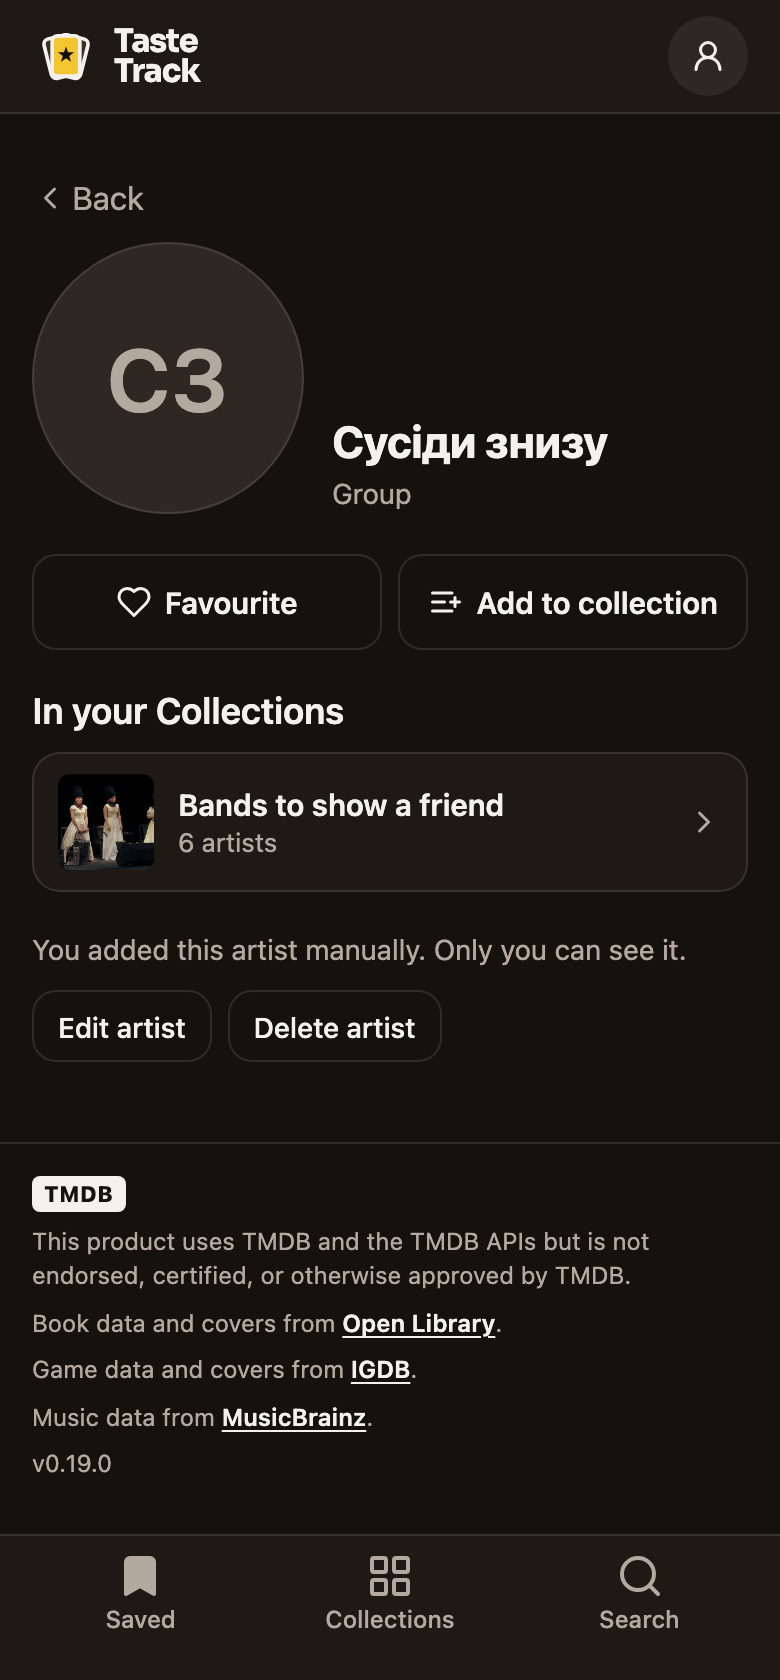 Taste
Track
Back
СЗ
Сусіди знизу
Group
Favourite
Add to collection
In your Collections
Bands to show a friend
6 artists
You added this artist manually. Only you can see it.
Edit artist
Delete artist
TMDB
This product uses TMDB and the TMDB APIs but is not
endorsed, certified, or otherwise approved by TMDB.
Book data and covers from Open Library.
Game data and covers from IGDB.
Music data from MusicBrainz.
v0.19.0
Saved
Collections
Search